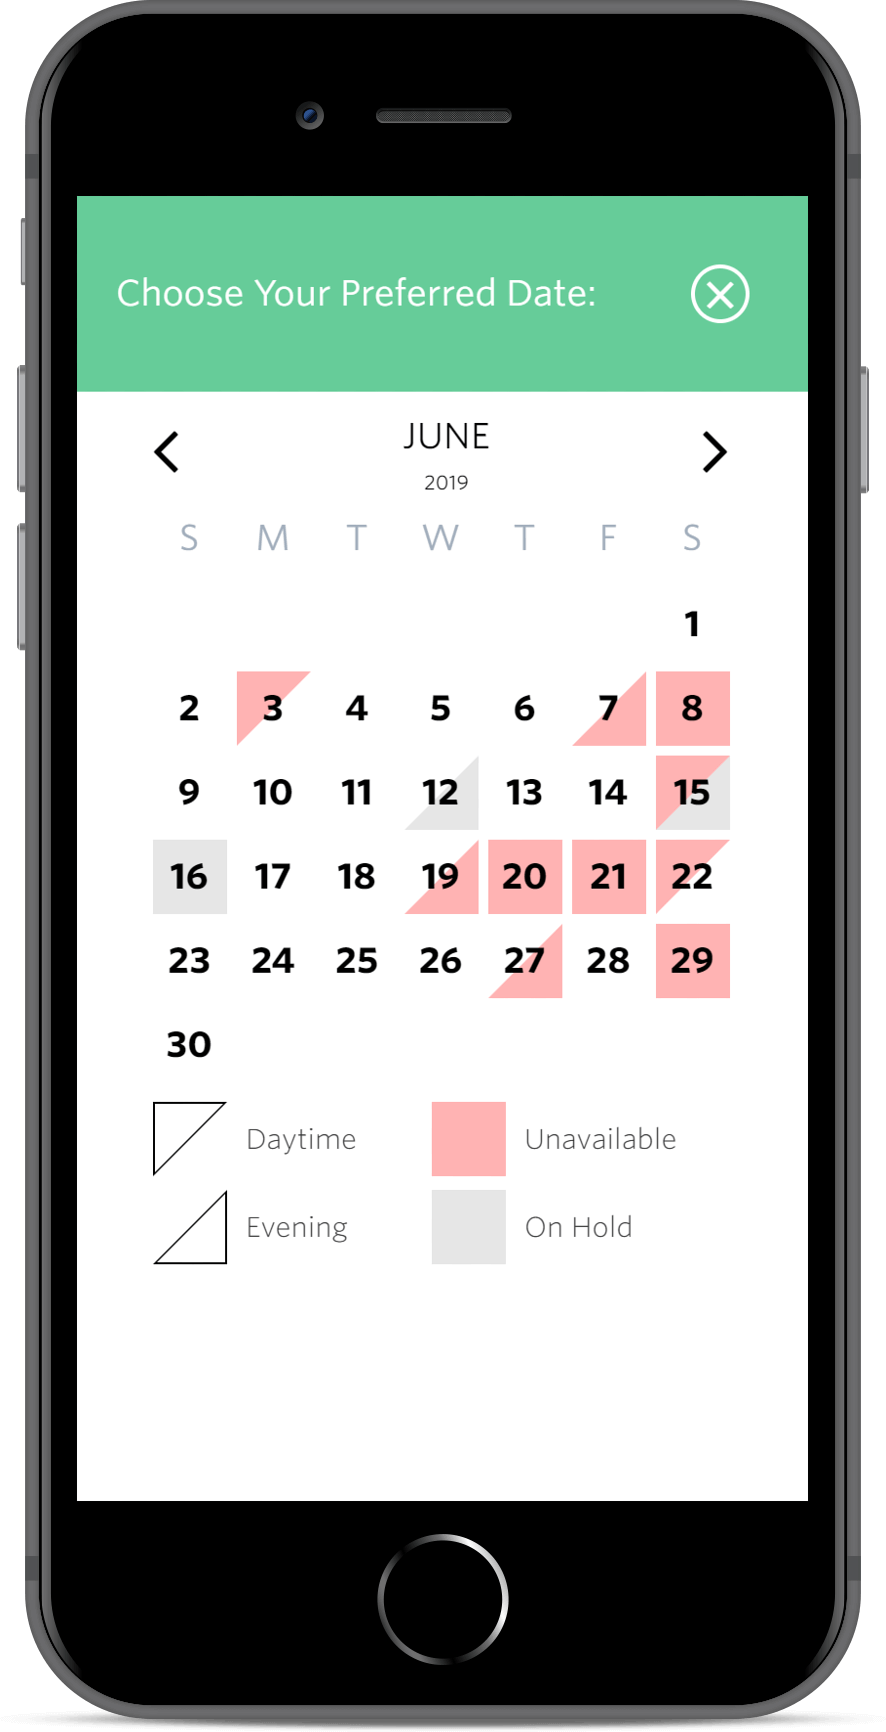 Choose Your Preferred Date:
JUNE
2019
S M T W T F S
1
2 3 4 5 6 7 8
9 10 11 12 13 14 15
16 17 18 19 20 21 22
23 24 25 26 27 28 29
30
Daytime Unavailable
Evening On Hold